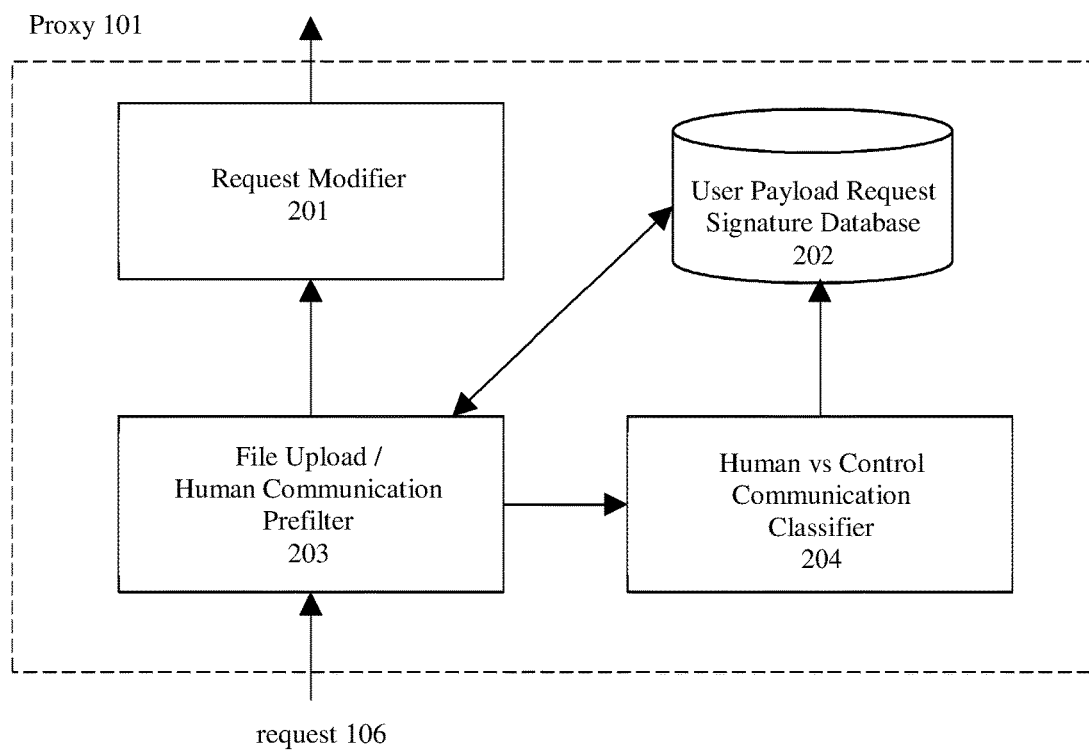 Proxy 101
Request Modifier
201
User Payload Request
Signature Database
202
File Upload /
Human Communication
Prefilter
203
Human vs Control
Communication
Classifier
204
request 106